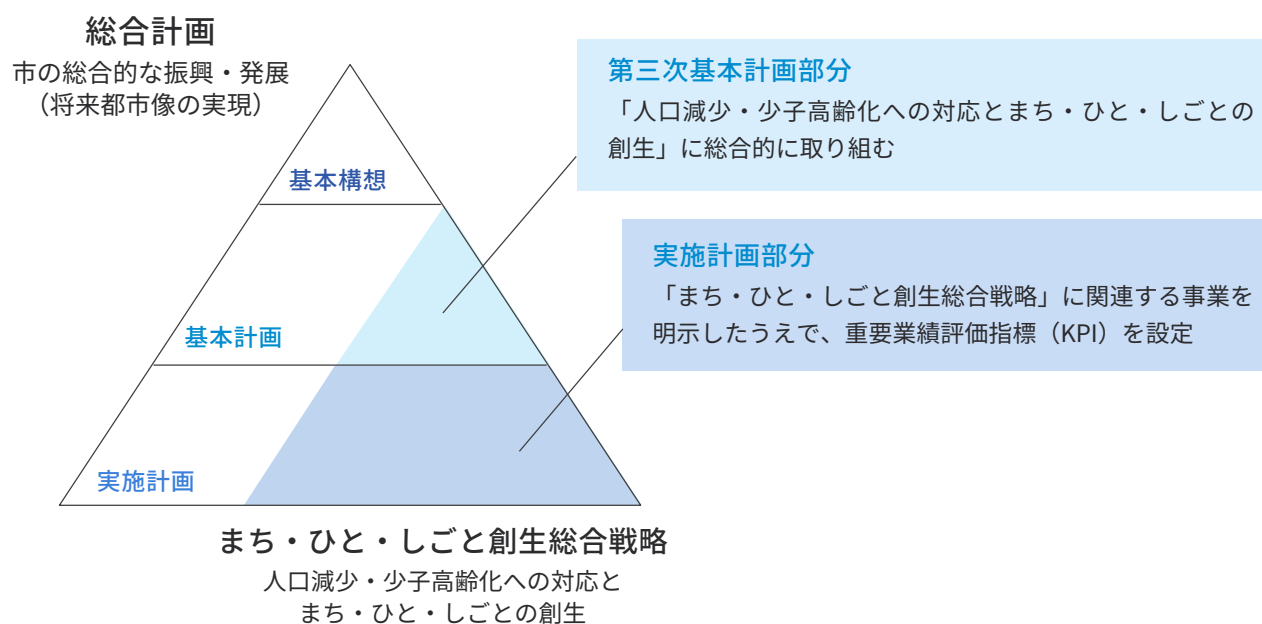 総合計画
市の総合的な振興・発展
（将来都市像の実現）
基本構想
基本計画
実施計画
第三次基本計画部分
「人口減少・少子高齢化への対応とまち・ひと・しごとの
創生」に総合的に取り組む
実施計画部分
「まち・ひと・しごと創生総合戦略」に関連する事業を
明示したうえで、重要業績評価指標（KPI）を設定
まち・ひと・しごと創生総合戦略
人口減少・少子高齢化への対応と
まち・ひと・しごとの創生